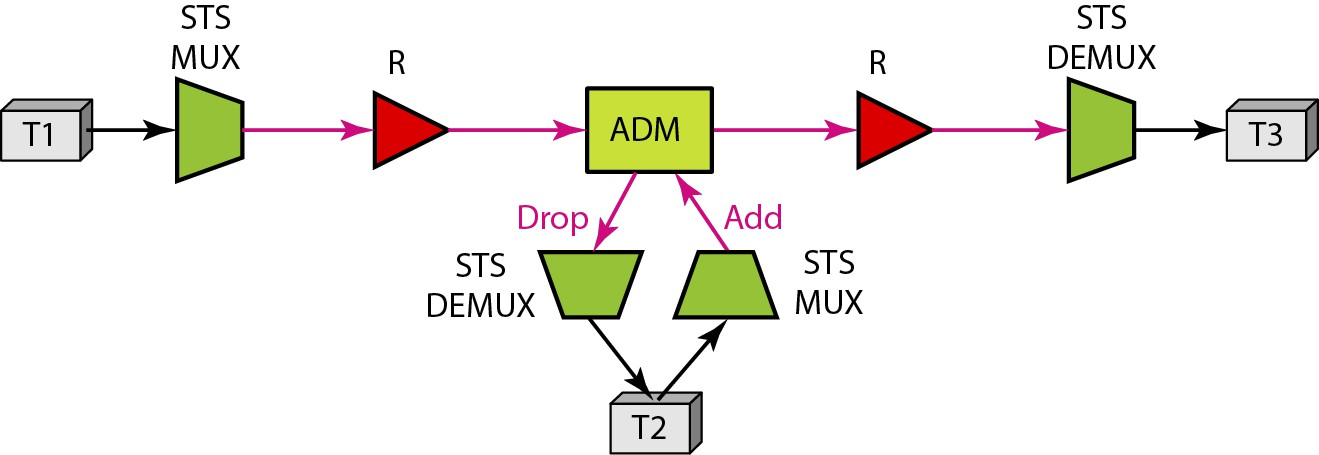 STS
MUX
R
R
STS
DEMUX
T1
ADM
T3
Drop
Add
STS
DEMUX
STS
MUX
T2